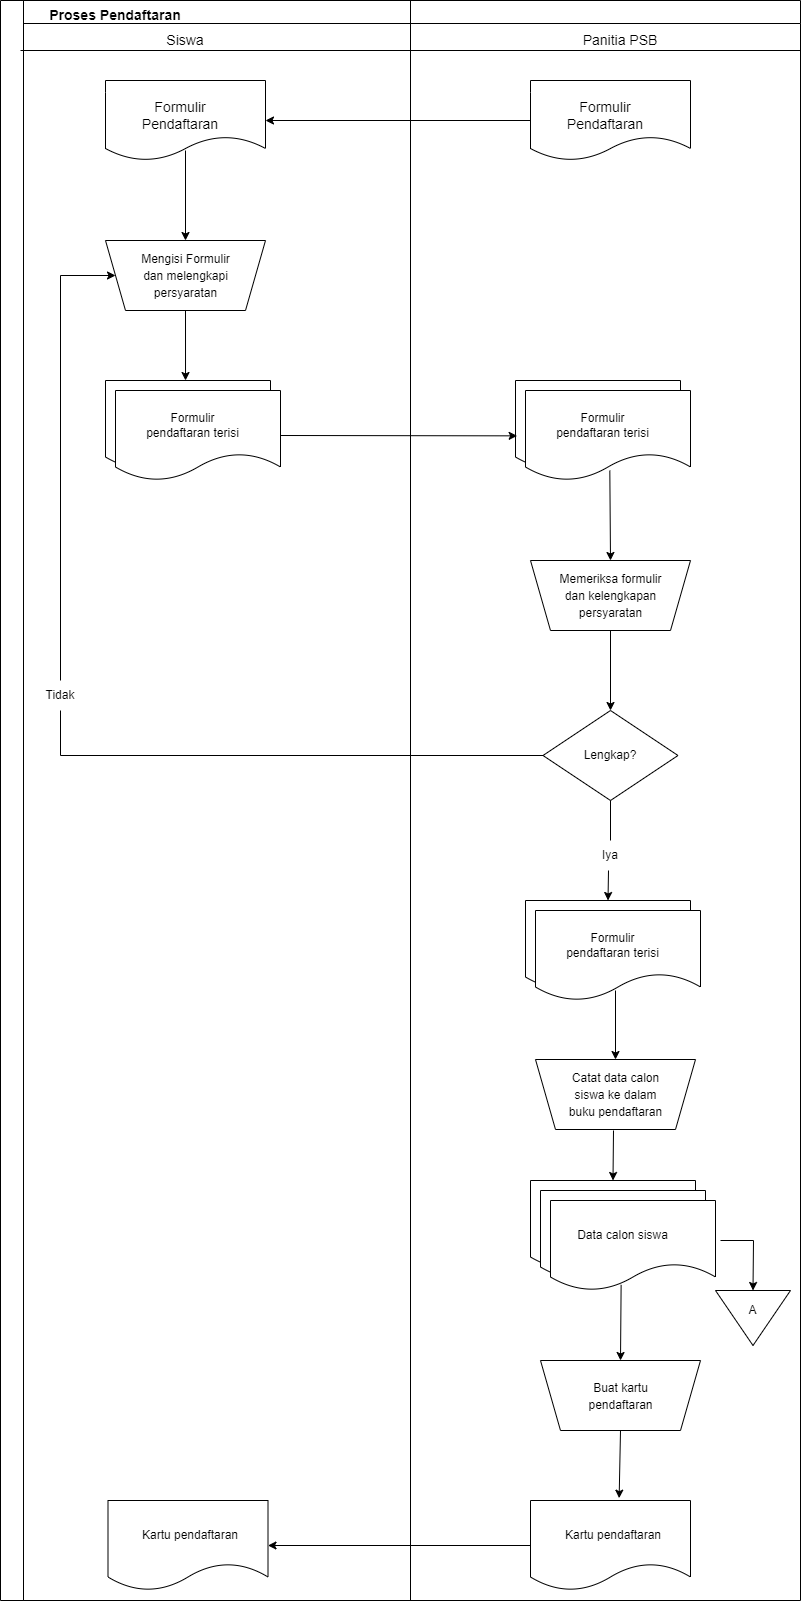 Proses Pendaftaran
Siswa
Panitia PSB
Formulir
Pendaftaran
Formulir
Pendaftaran
Mengisi Formulir
dan melengkapi
persyaratan
Formulir
pendaftaran terisi
Formulir
pendaftaran terisi
Memeriksa formulir
dan kelengkapan
persyaratan
Tidak
Lengkap?
Iya
Formulir
pendaftaran terisi
Catat data calon
siswa ke dalam
buku pendaftaran
Data calon siswa
A
Buat kartu
pendaftaran
Kartu pendaftaran
Kartu pendaftaran